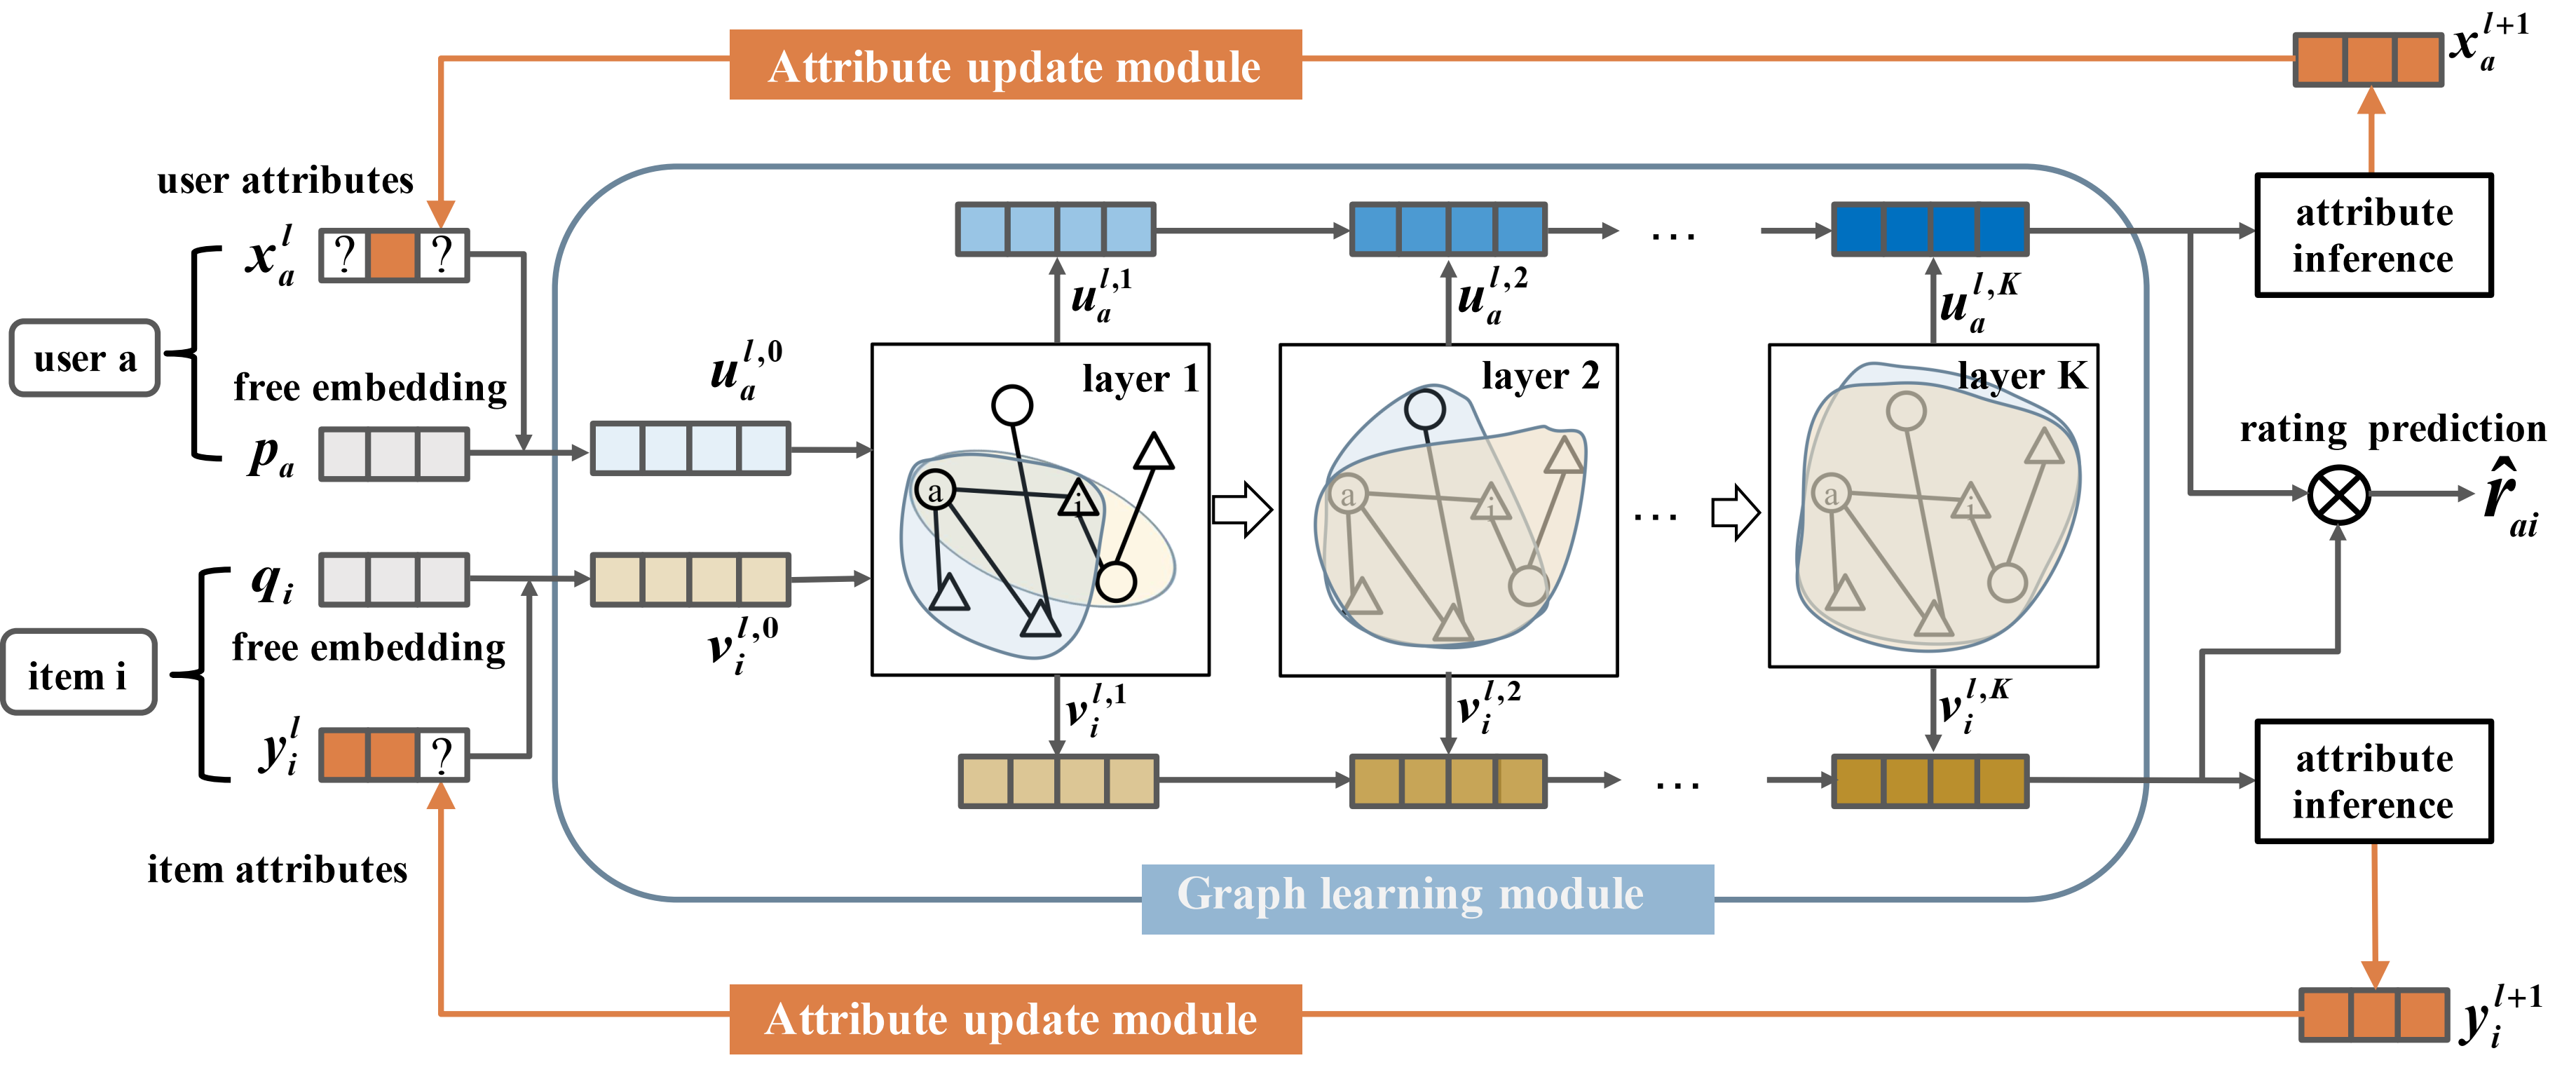 Attribute update module
x_a^{l+1}
user attributes
x_a^l
? ?
user a
free embedding
p_a
q_i
free embedding
item i
y_i^l
?
item attributes
u_a^{l,0}
v_i^{l,0}
u_a^{l,1}
u_a^{l,2}
u_a^{l,K}
...
layer 1
a
i
layer 2
a
i
...
layer K
a
i
v_i^{l,1}
v_i^{l,2}
v_i^{l,K}
...
Graph learning module
attribute
inference
rating prediction
r̂_{ai}
attribute
inference
Attribute update module
y_i^{l+1}